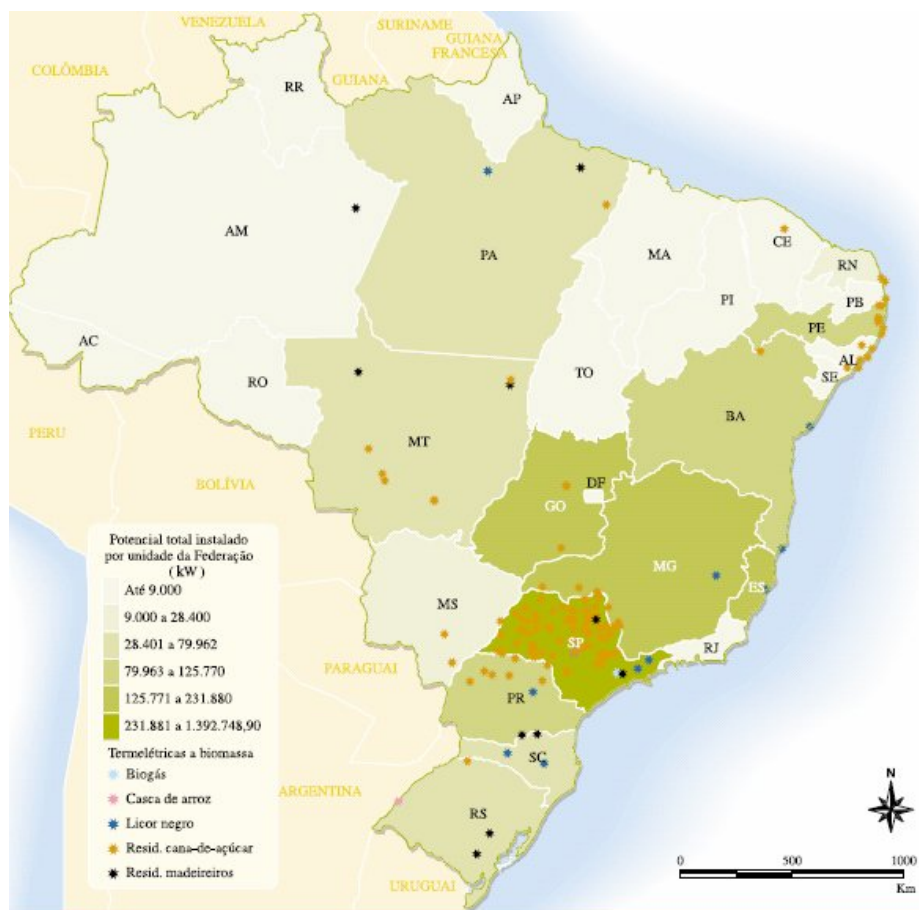 VENEZUELA
SURINAME
GUIANA
FRANCESA
COLÔMBIA
GUIANA
RR
AP
AM
PA
MA
CE
RN
PB
PI
PE
AL
SE
AC
RO
TO
BA
MT
PERU
BOLÍVIA
DF
GO
MG
ES
MS
SP
RJ
PARAGUAI
PR
SC
ARGENTINA
RS
URUGUAI
Potencial total instalado
por unidade da Federação
( kW )
Até 9.000
9.000 a 28.400
28.401 a 79.962
79.963 a 125.770
125.771 a 231.880
231.881 a 1.392.748,90
Termelétricas a biomassa
Biogás
Casca de arroz
Licor negro
Resid. cana-de-açúcar
Resid. madeireiros
N
0 500 1000
Km